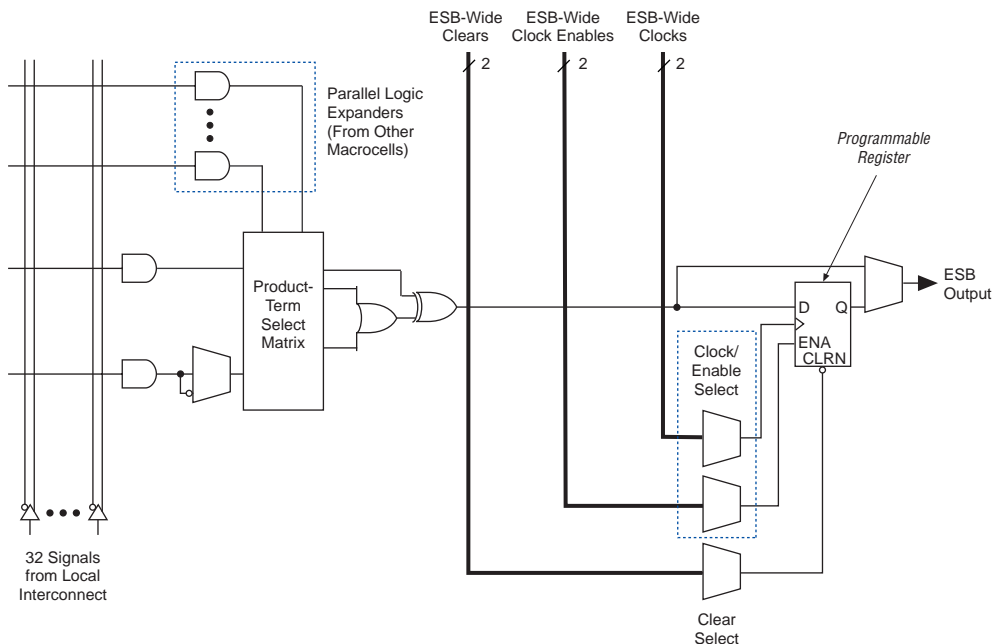 ESB-Wide
Clears
ESB-Wide
Clock Enables
ESB-Wide
Clocks
2
2
2
Parallel Logic
Expanders
(From Other
Macrocells)
Programmable
Register
Product-
Term
Select
Matrix
ESB
Output
D
Q
ENA
CLRN
Clock/
Enable
Select
32 Signals
from Local
Interconnect
Clear
Select